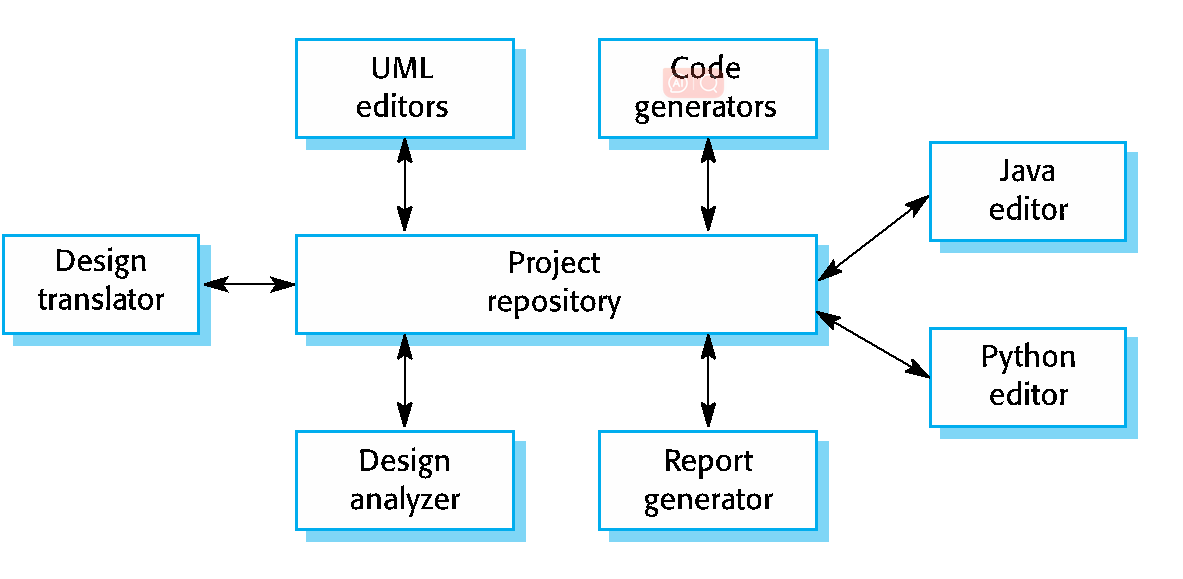 UML
editors
Code
generators
Java
editor
Design
translator
Project
repository
Python
editor
Design
analyzer
Report
generator